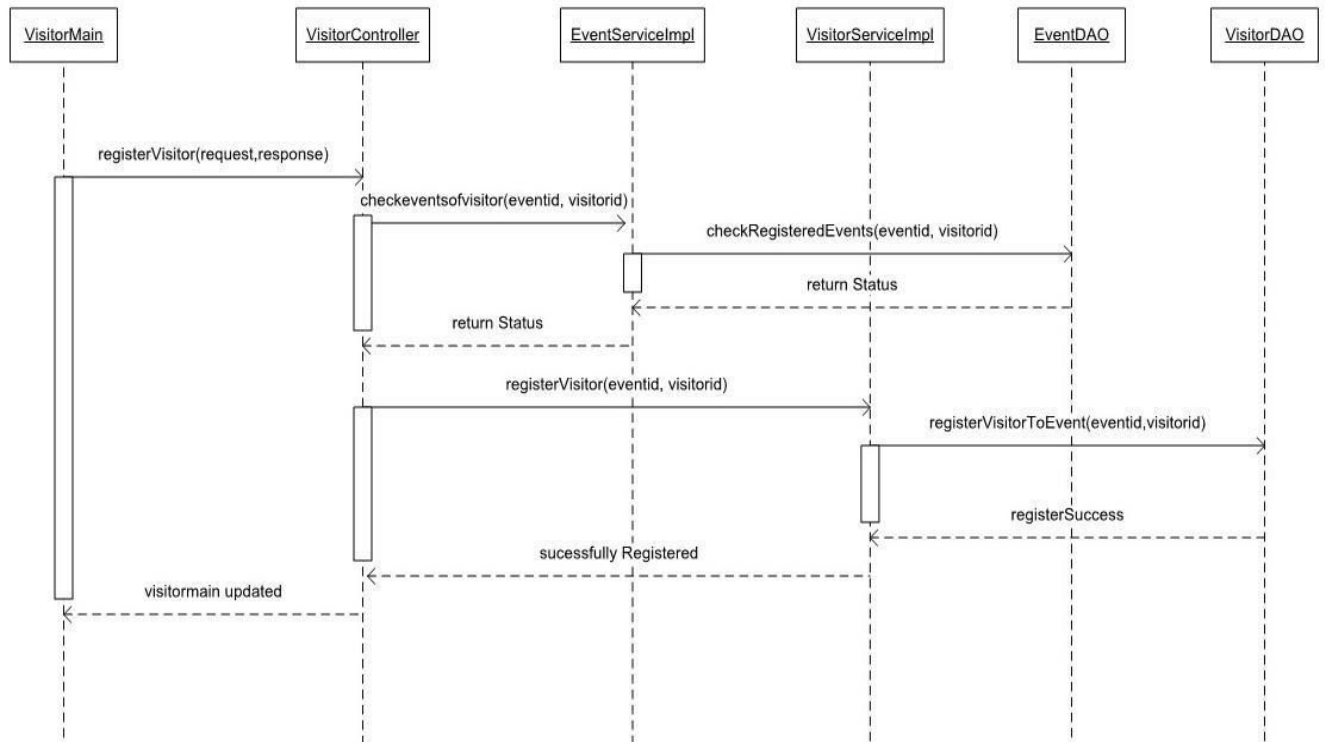 VisitorMain
VisitorController
EventServiceImpl
VisitorServiceImpl
EventDAO
VisitorDAO
registerVisitor(request,response)
checkeventsofvisitor(eventid, visitorid)
checkRegisteredEvents(eventid, visitorid)
return Status
return Status
registerVisitor(eventid, visitorid)
registerVisitorToEvent(eventid,visitorid)
registerSuccess
sucessfully Registered
visitormain updated